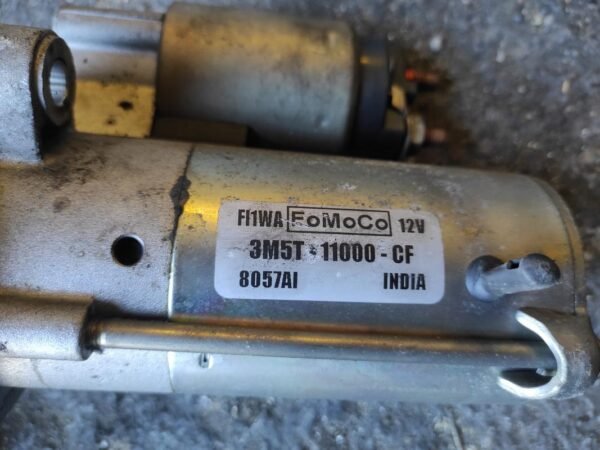 FI1WA FoMoCo 12V
3M5T - 11000 - CF
8057AI INDIA